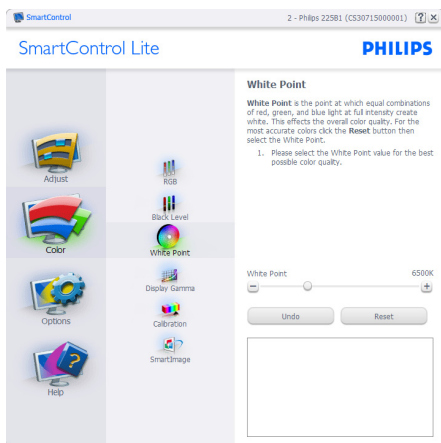 SmartControl
2 - Philips 225B1 (CS30715000001)
SmartControl Lite
PHILIPS
Adjust
Color
Options
Help
RGB
Black Level
White Point
Display Gamma
Calibration
SmartImage
White Point
White Point is the point at which equal combinations
of red, green, and blue light at full intensity create
white. This effects the overall color quality. For the
most accurate colors click the Reset button then
select the White Point.
1. Please select the White Point value for the best
possible color quality.
White Point 6500K
Undo Reset